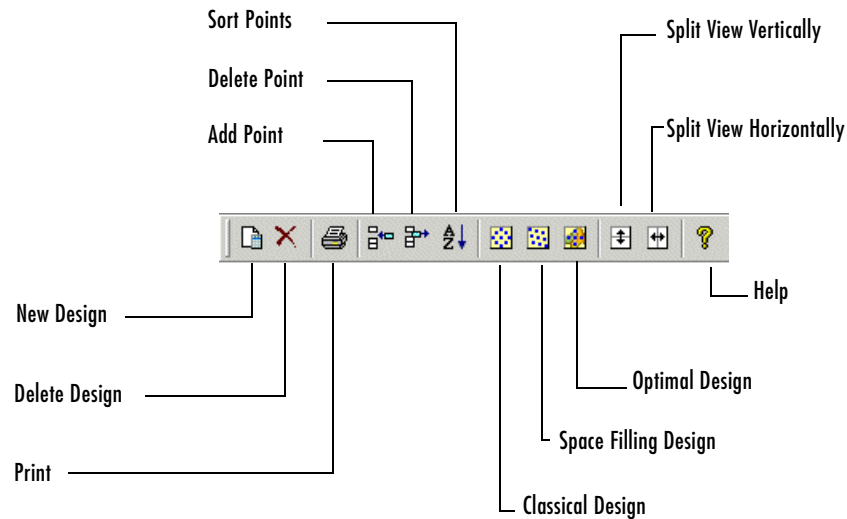 Sort Points
Split View Vertically
Delete Point
Add Point
Split View Horizontally
A
Z
?
Help
New Design
Optimal Design
Delete Design
Space Filling Design
Print
Classical Design